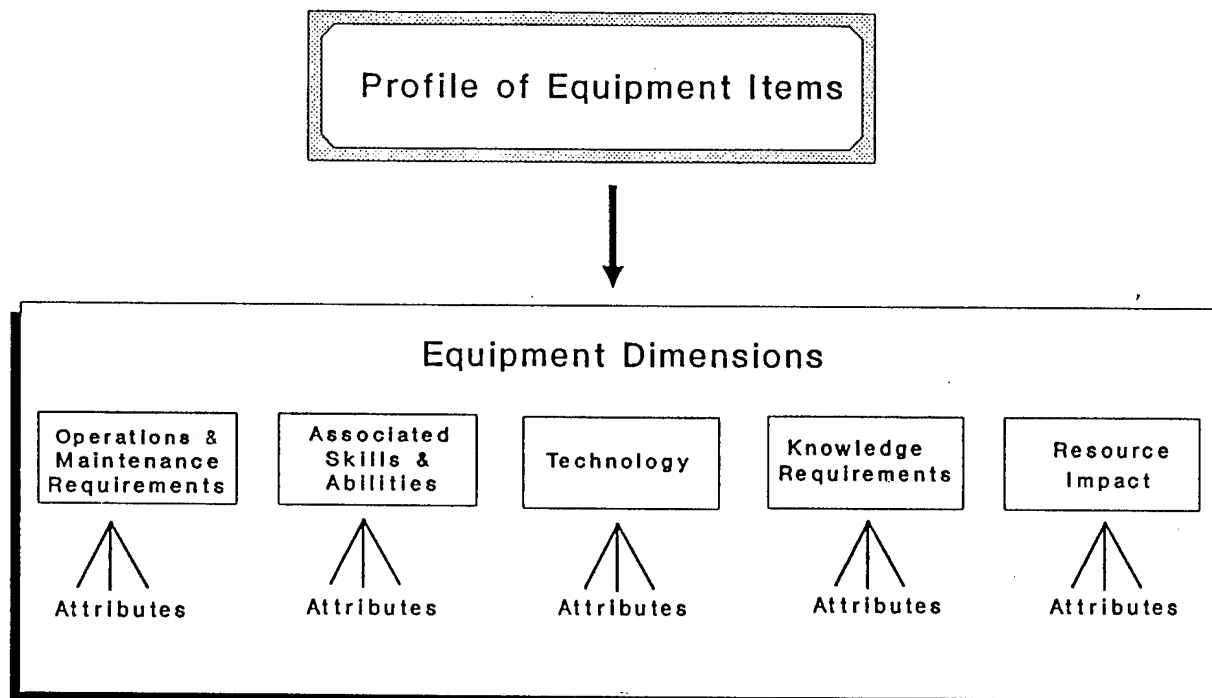 Profile of Equipment Items
Equipment Dimensions
Operations &
Maintenance
Requirements
Associated
Skills &
Abilities
Technology
Knowledge
Requirements
Resource
Impact
Attributes
Attributes
Attributes
Attributes
Attributes